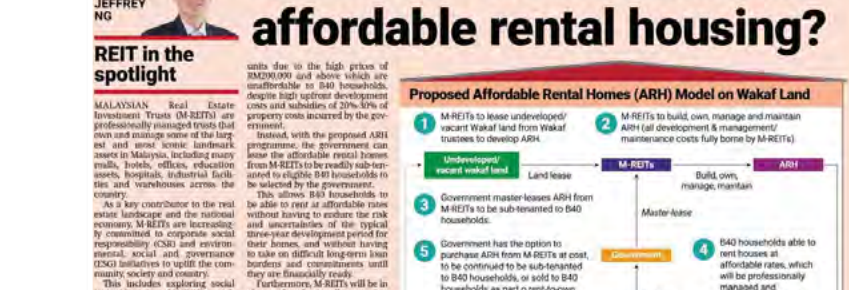 JEFFREY
NG
affordable rental housing?
REIT in the
spotlight
MALAYSIAN Real Estate
Investment Trusts (M-REITs) are
professionally managed trusts that
own and manage some of the larg-
est and most iconic landmark
assets in Malaysia, including many
malls, hotels, offices, education
assets, hospitals, industrial facili-
ties and warehouses across the
country.
As a key contributor to the real
estate landscape and the national
economy, M-REITs are increasing-
ly committed to corporate social
responsibility (CSR) and environ-
mental, social and governance
(ESG) initiatives to uplift the com-
munity, society and country.
This includes exploring social
units due to the high prices of
RM200,000 and above which are
unaffordable to B40 households,
despite high upfront development
costs and subsidies of 20%-30% of
property costs incurred by the gov-
ernment.
Instead, with the proposed ARH
programme, the government can
lease the affordable rental homes
from M-REITs to be readily sub-ten-
anted to eligible B40 households to
be selected by the government.
This allows B40 households to
be able to rent at affordable rates
without having to endure the risk
and uncertainties of the typical
three-year development period for
their homes, and without having
to take on difficult long-term loan
burdens and commitments until
they are financially ready.
Furthermore, M-REITs will be in
Proposed Affordable Rental Homes (ARH) Model on Wakaf Land
1 M-REITs to lease undeveloped/
vacant Wakaf land from Wakaf
trustees to develop ARH
2 M-REITs to build, own, manage and maintain
ARH (all development & management/
maintenance costs fully borne by M-REITs)
Undeveloped/
vacant wakaf land
Land lease
M-REITs
Build, own,
manage, maintain
ARH
3 Government master-leases ARH from
M-REITs to be sub-tenanted to B40
households.
Master-lease
5 Government has the option to
purchase ARH from M-REITs at cost,
to be continued to be sub-tenanted
to B40 households, or sold to B40
households as part a rent-to-own
Government
4 B40 households able to
rent houses at
affordable rates, which
will be professionally
managed and